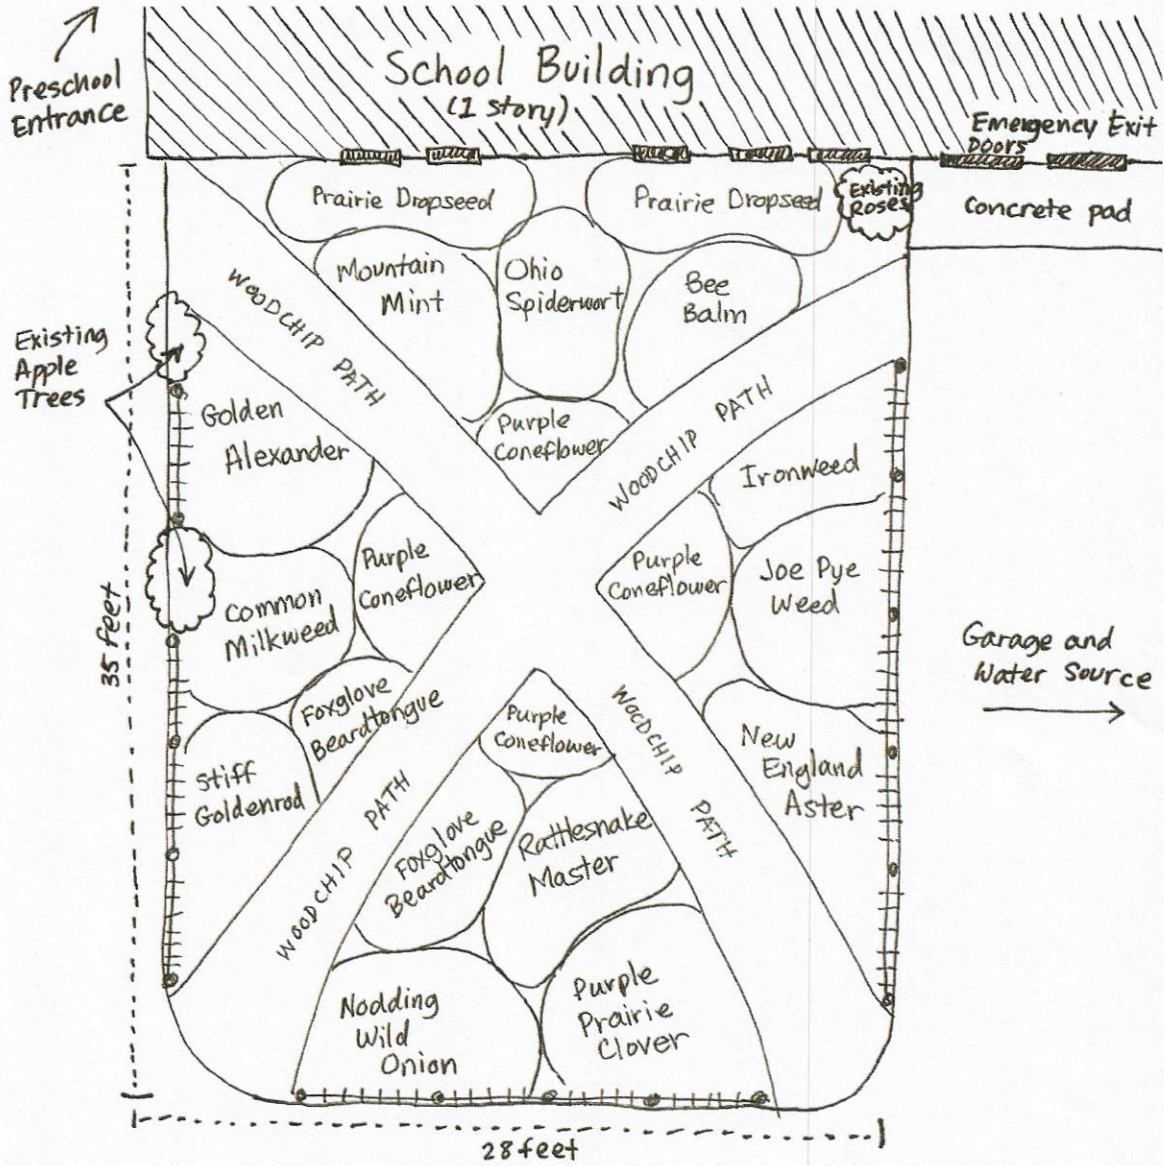 School Building
(1 story)
Preschool
Entrance
Emergency Exit
Doors
Prairie Dropseed
Prairie Dropseed
Existing
Roses
Concrete pad
Mountain
Mint
Ohio
Spiderwort
Bee
Balm
WOODCHIP PATH
Existing
Apple
Trees
Golden
Alexander
Purple
Coneflower
WOODCHIP PATH
Ironweed
Purple
Coneflower
Purple
Coneflower
Joe Pye
Weed
Common
Milkweed
35 feet
Garage and
Water Source
Foxglove
Beardtongue
Purple
Coneflower
WOODCHIP PATH
New
England
Aster
Stiff
Goldenrod
WOODCHIP PATH
Foxglove
Beardtongue
Rattlesnake
Master
Nodding
Wild
Onion
Purple
Prairie
Clover
28 feet